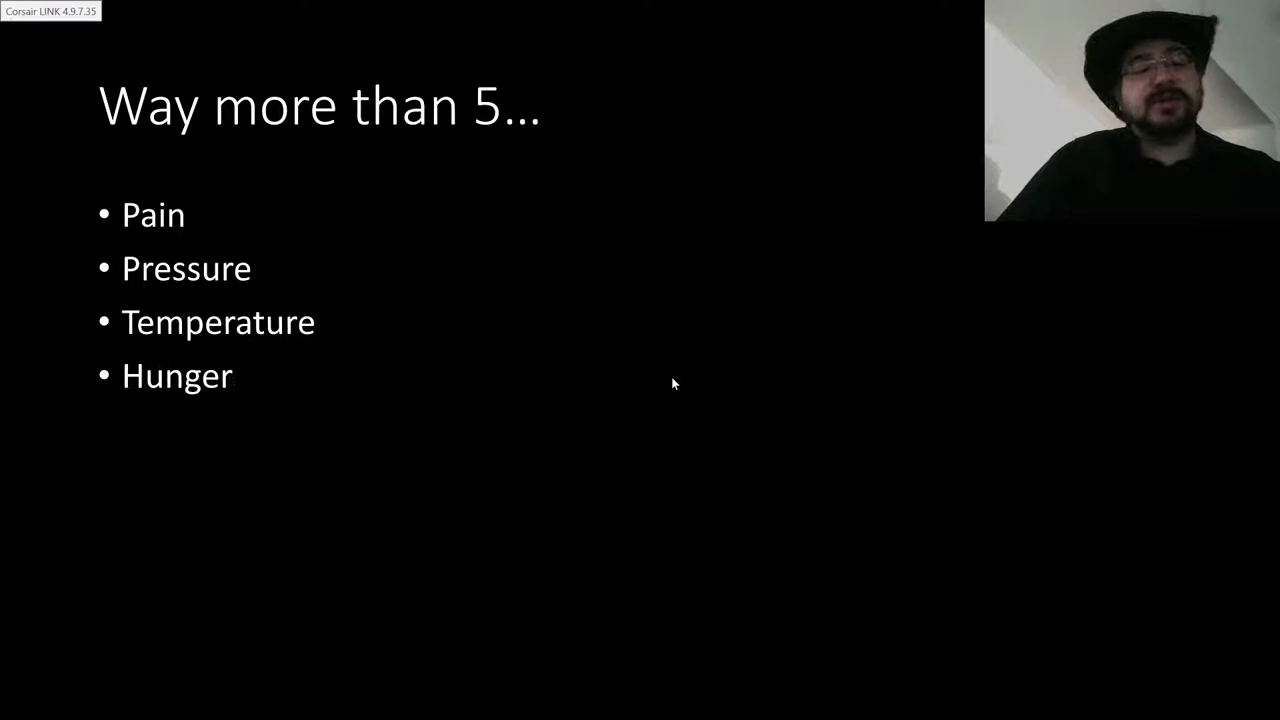 Corsair LINK 4.9.7.35
Way more than 5...
• Pain
• Pressure
• Temperature
• Hunger